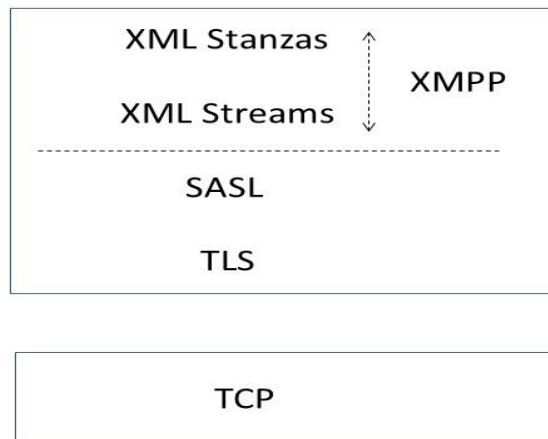 XML Stanzas
XMPP
XML Streams
SASL
TLS
TCP